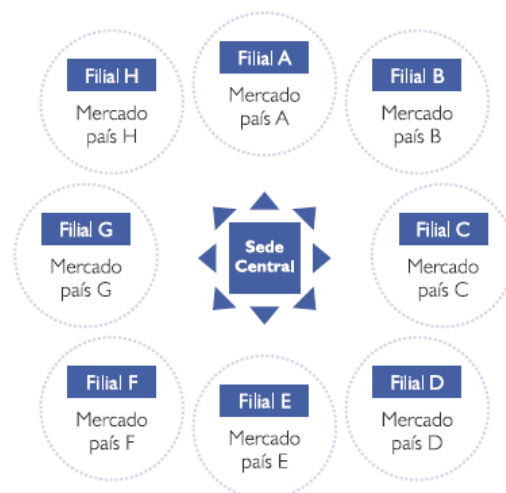 Filial A
Mercado
país A
Filial B
Mercado
país B
Filial C
Mercado
país C
Filial D
Mercado
país D
Filial E
Mercado
país E
Filial F
Mercado
país F
Filial G
Mercado
país G
Filial H
Mercado
país H
Sede
Central